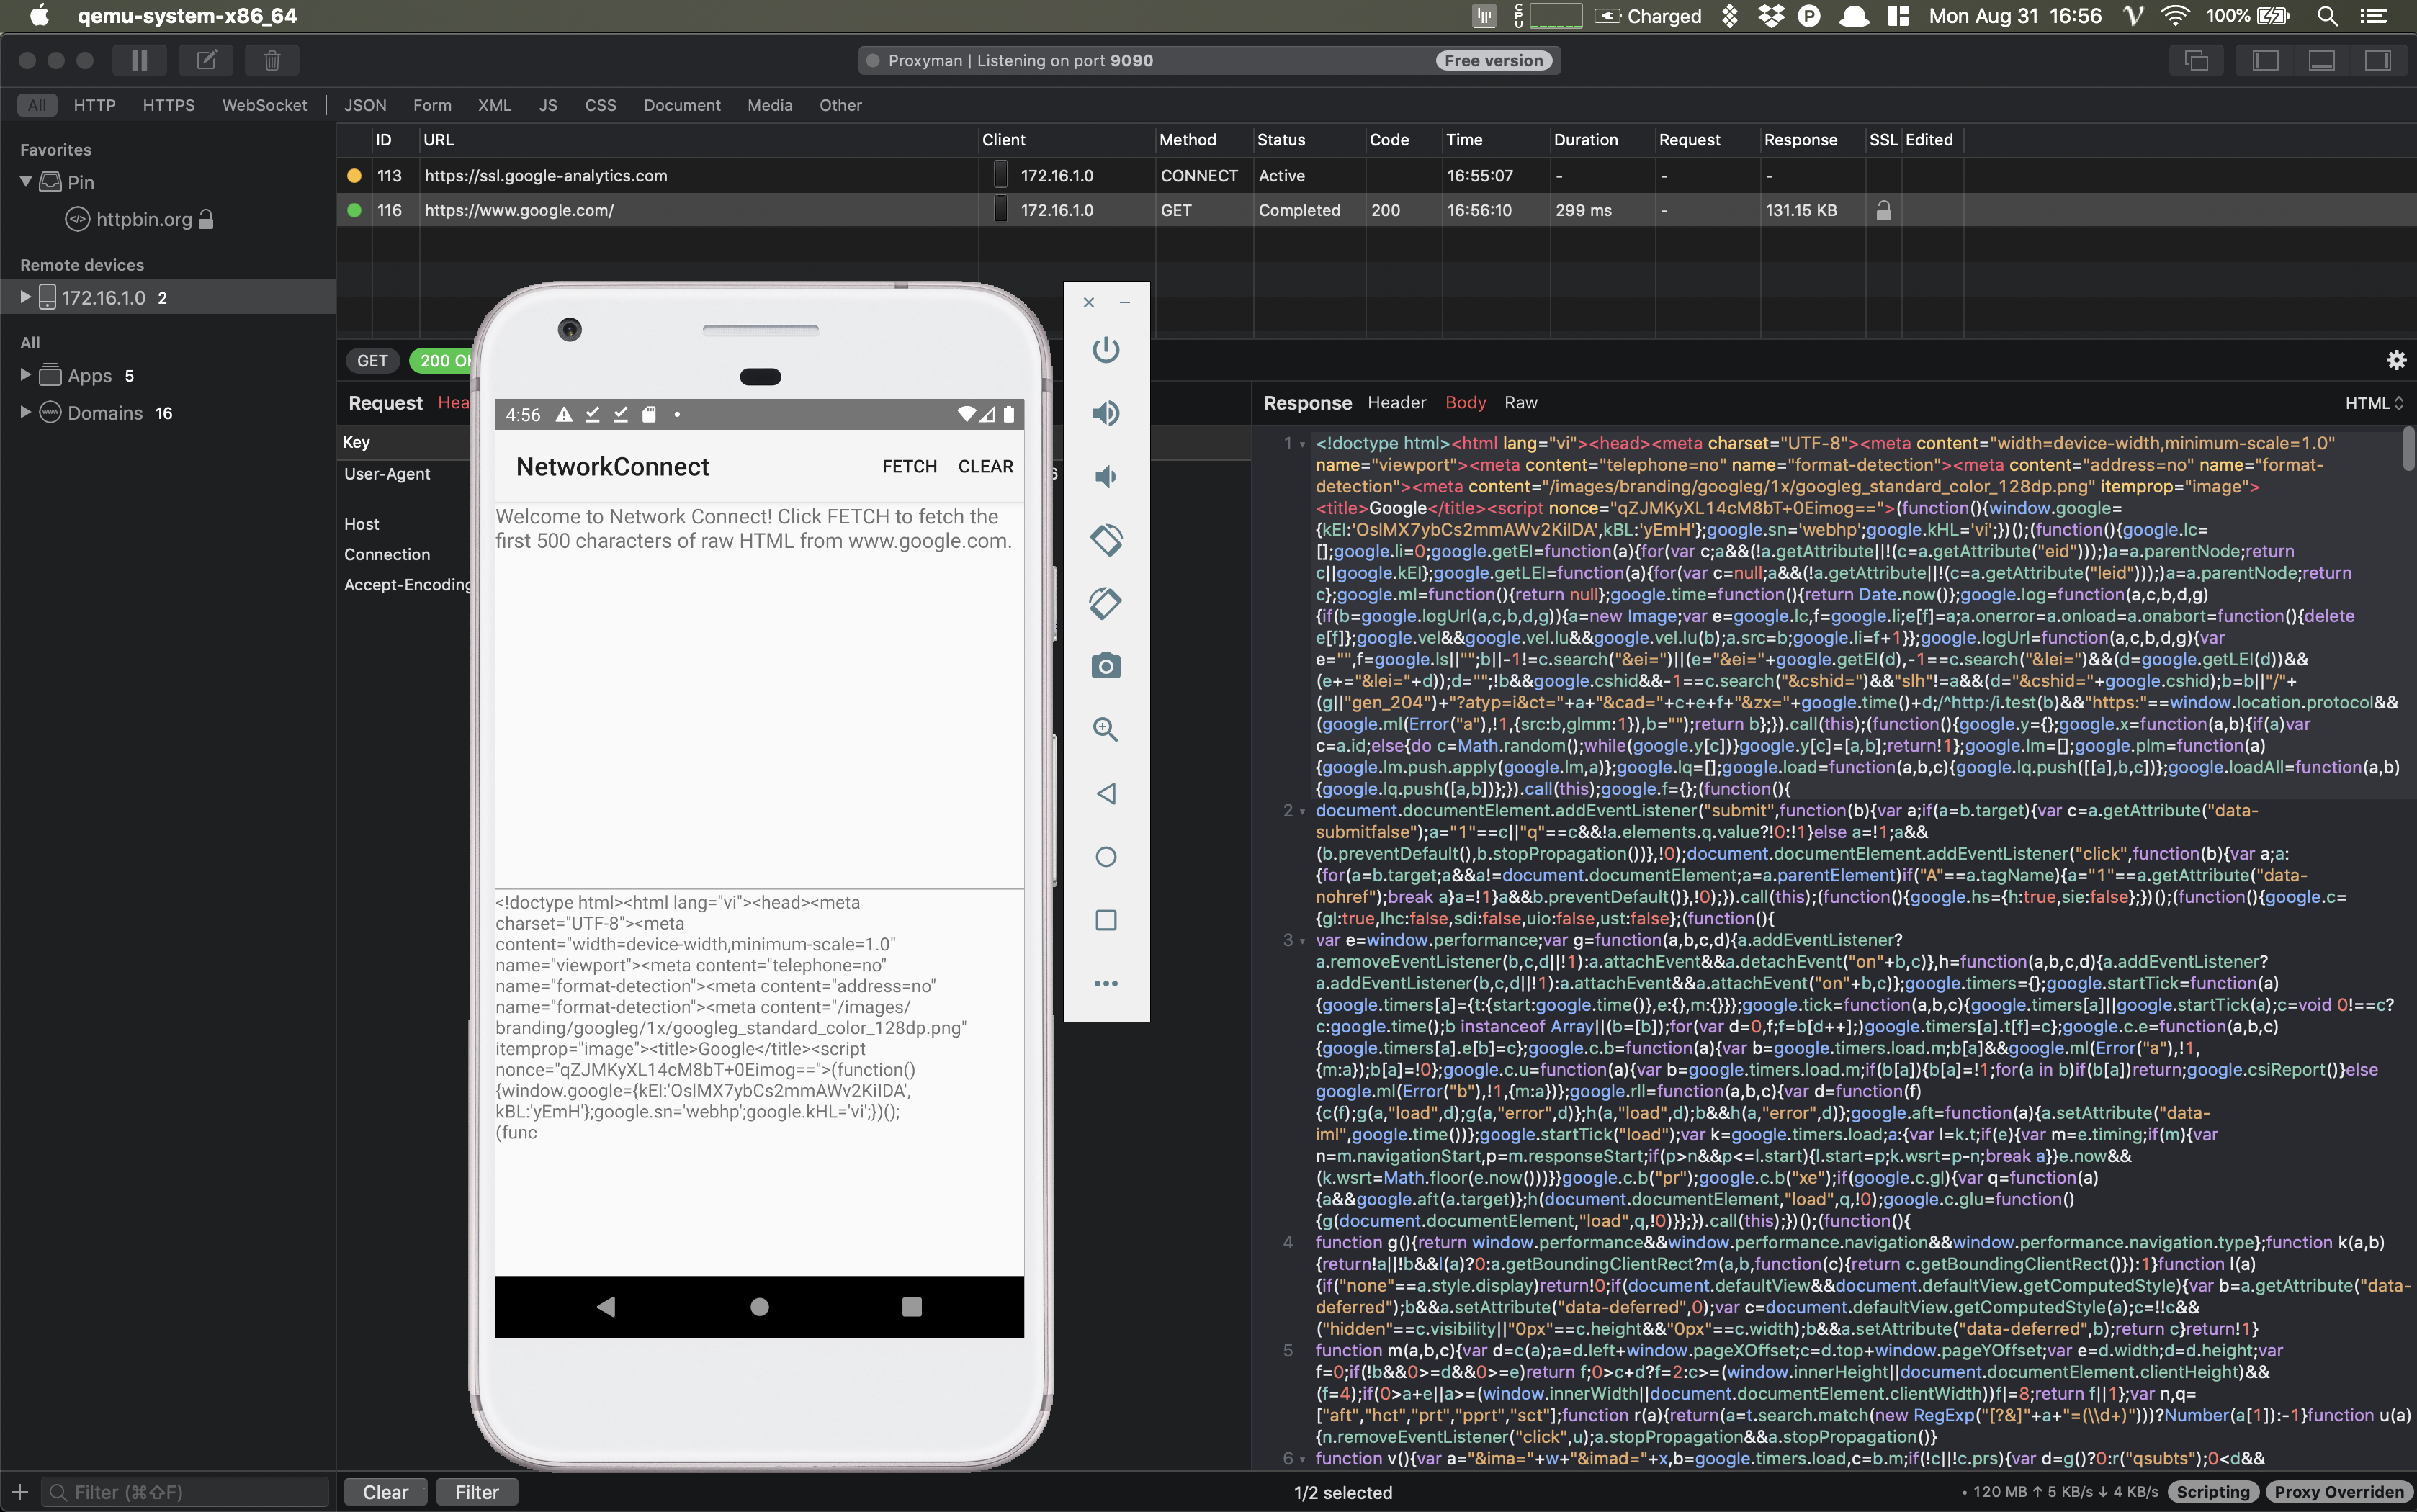 qemu-system-x86_64
CPU
Charged
Mon Aug 31 16:56
100%
Proxyman | Listening on port 9090
Free version
All HTTP HTTPS WebSocket JSON Form XML JS CSS Document Media Other
Favorites
Pin
httpbin.org
Remote devices
172.16.1.0 2
All
Apps 5
Domains 16
ID URL Client Method Status Code Time Duration Request Response SSL Edited
113 https://ssl.google-analytics.com 172.16.1.0 CONNECT Active 16:55:07 - - -
116 https://www.google.com/ 172.16.1.0 GET Completed 200 16:56:10 299 ms - 131.15 KB
GET 200 OK
Request Hea
Key
User-Agent
Host
Connection
Accept-Encoding
4:56
NetworkConnect FETCH CLEAR
Welcome to Network Connect! Click FETCH to fetch the
first 500 characters of raw HTML from www.google.com.
<!doctype html><html lang="vi"><head><meta
charset="UTF-8"><meta
content="width=device-width,minimum-scale=1.0"
name="viewport"><meta content="telephone=no"
name="format-detection"><meta content="address=no"
name="format-detection"><meta content="/images/
branding/googleg/1x/googleg_standard_color_128dp.png"
itemprop="image"><title>Google</title><script
nonce="qZJMKyXL14cM8bT+0Eimog==">(function()
{window.google={kEI:'OslMX7ybCs2mmAWv2KiIDA',
kBL:'yEmH'};google.sn='webhp';google.kHL='vi';})();
(func
Response Header Body Raw
HTML
1 <!doctype html><html lang="vi"><head><meta charset="UTF-8"><meta content="width=device-width,minimum-scale=1.0"
name="viewport"><meta content="telephone=no" name="format-detection"><meta content="address=no" name="format-
detection"><meta content="/images/branding/googleg/1x/googleg_standard_color_128dp.png" itemprop="image">
<title>Google</title><script nonce="qZJMKyXL14cM8bT+0Eimog==">(function(){window.google=
{kEI:'OslMX7ybCs2mmAWv2KiIDA',kBL:'yEmH'};google.sn='webhp';google.kHL='vi';})();(function(){google.lc=
[];google.li=0;google.getEI=function(a){for(var c;a&&(!a.getAttribute||!(c=a.getAttribute("eid")));)a=a.parentNode;return
c||google.kEI};google.getLEI=function(a){for(var c=null;a&&(!a.getAttribute||!(c=a.getAttribute("leid")));)a=a.parentNode;return
c};google.ml=function(){return null};google.time=function(){return Date.now()};google.log=function(a,c,b,d,g)
{if(b=google.logUrl(a,c,b,d,g)){a=new Image;var e=google.lc,f=google.li;e[f]=a;a.onerror=a.onload=a.onabort=function(){delete
e[f]};google.vel&&google.vel.lu&&google.vel.lu(b);a.src=b;google.li=f+1}};google.logUrl=function(a,c,b,d,g){var
e="",f=google.ls||"";b||-1!=c.search("&ei=")||(e="&ei="+google.getEI(d),-1==c.search("&lei=")&&(d=google.getLEI(d))&&
(e+="&lei="+d));d="";!b&&google.cshid&&-1==c.search("&cshid=")&&"slh"!=a&&(d="&cshid="+google.cshid);b=b||"/"+
(g||"gen_204")+"?atyp=i&ct="+a+"&cad="+c+e+f+"&zx="+google.time()+d;/^http:/i.test(b)&&"https:"==window.location.protocol&&
(google.ml(Error("a"),!1,{src:b,glmm:1}),b="");return b};}).call(this);(function(){google.y={};google.x=function(a,b){if(a)var
c=a.id;else{do c=Math.random();while(google.y[c])}google.y[c]=[a,b];return!1};google.lm=[];google.plm=function(a)
{google.lm.push.apply(google.lm,a)};google.lq=[];google.load=function(a,b,c){google.lq.push([[a],b,c])};google.loadAll=function(a,b)
{google.lq.push([a,b])};}).call(this);google.f={};(function(){
2 document.documentElement.addEventListener("submit",function(b){var a;if(a=b.target){var c=a.getAttribute("data-
submitfalse");a="1"==c||"q"==c&&!a.elements.q.value?!0:!1}else a=!1;a&&
(b.preventDefault(),b.stopPropagation())},!0);document.documentElement.addEventListener("click",function(b){var a;a:
{for(a=b.target;a&&a!=document.documentElement;a=a.parentElement)if("A"==a.tagName){a="1"==a.getAttribute("data-
nohref");break a}a=!1}a&&b.preventDefault()},!0);}).call(this);(function(){google.hs={h:true,sie:false};})();(function(){google.c=
{gl:true,lhc:false,sdi:false,uio:false,ust:false};(function(){
3 var e=window.performance;var g=function(a,b,c,d){a.addEventListener?
a.removeEventListener(b,c,d||!1):a.attachEvent&&a.detachEvent("on"+b,c)},h=function(a,b,c,d){a.addEventListener?
a.addEventListener(b,c,d||!1):a.attachEvent&&a.attachEvent("on"+b,c)};google.timers={};google.startTick=function(a)
{google.timers[a]={t:{start:google.time()},e:{},m:{}}};google.tick=function(a,b,c){google.timers[a]||google.startTick(a);c=void 0!==c?
c:google.time();b instanceof Array||(b=[b]);for(var d=0,f;f=b[d++];)google.timers[a].t[f]=c};google.c.e=function(a,b,c)
{google.timers[a].e[b]=c};google.c.b=function(a){var b=google.timers.load.m;b[a]&&google.ml(Error("a"),!1,
{m:a});b[a]=!0};google.c.u=function(a){var b=google.timers.load.m;if(b[a]){b[a]=!1;for(a in b)if(b[a])return;google.csiReport()}else
google.ml(Error("b"),!1,{m:a})};google.rll=function(a,b,c){var d=function(f)
{c(f);g(a,"load",d);g(a,"error",d)};h(a,"load",d);b&&h(a,"error",d)};google.aft=function(a){a.setAttribute("data-
iml",google.time())};google.startTick("load");var k=google.timers.load;a:{var l=k.t;if(e){var m=e.timing;if(m){var
n=m.navigationStart,p=m.responseStart;if(p>n&&p<=l.start){l.start=p;k.wsrt=p-n;break a}}e.now&&
(k.wsrt=Math.floor(e.now()))}}google.c.b("pr");google.c.b("xe");if(google.c.gl){var q=function(a)
{a&&google.aft(a.target)};h(document.documentElement,"load",q,!0);google.c.glu=function()
{g(document.documentElement,"load",q,!0)}};}).call(this);})();(function(){
4 function g(){return window.performance&&window.performance.navigation&&window.performance.navigation.type};function k(a,b)
{return!a||!b&&l(a)?0:a.getBoundingClientRect?m(a,b,function(c){return c.getBoundingClientRect()}):1}function l(a)
{if("none"==a.style.display)return!0;if(document.defaultView&&document.defaultView.getComputedStyle){var b=a.getAttribute("data-
deferred");b&&a.setAttribute("data-deferred",0);var c=document.defaultView.getComputedStyle(a);c=!!c&&
("hidden"==c.visibility||"0px"==c.height&&"0px"==c.width);b&&a.setAttribute("data-deferred",b);return c}return!1}
5 function m(a,b,c){var d=c(a);a=d.left+window.pageXOffset;c=d.top+window.pageYOffset;var e=d.width;d=d.height;var
f=0;if(!b&&0>=d&&0>=e)return f;0>c+d?f=2:c>=(window.innerHeight||document.documentElement.clientHeight)&&
(f=4);if(0>a+e||a>=(window.innerWidth||document.documentElement.clientWidth))f|=8;return f||1};var n,q=
["aft","hct","prt","pprt","sct"];function r(a){return(a=t.search.match(new RegExp("[?&]"+a+"=(\\d+)")))?Number(a[1]):-1}function u(a)
{n.removeEventListener("click",u);a.stopPropagation&&a.stopPropagation()}
6 function v(){var a="&ima="+w+"&imad="+x,b=google.timers.load,c=b.m;if(!c||!c.prs){var d=g()?0:r("qsubts");0<d&&
Filter (⌘⇧F)
Clear Filter
1/2 selected
• 120 MB ↑ 5 KB/s ↓ 4 KB/s
Scripting
Proxy Overriden